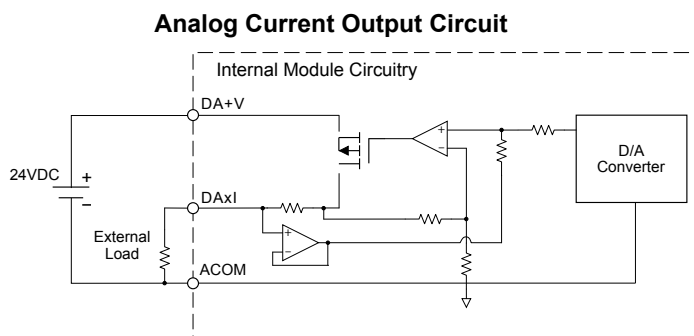 Analog Current Output Circuit
Internal Module Circuitry
DA+V
+
−
D/A
Converter
24VDC
+
−
DAxI
External
Load
+
−
ACOM